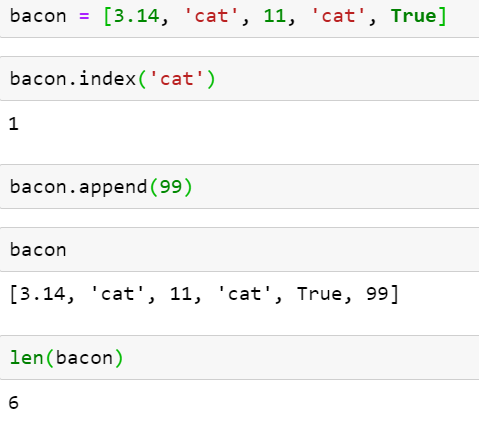 bacon = [3.14, 'cat', 11, 'cat', True]
bacon.index('cat')
1
bacon.append(99)
bacon
[3.14, 'cat', 11, 'cat', True, 99]
len(bacon)
6